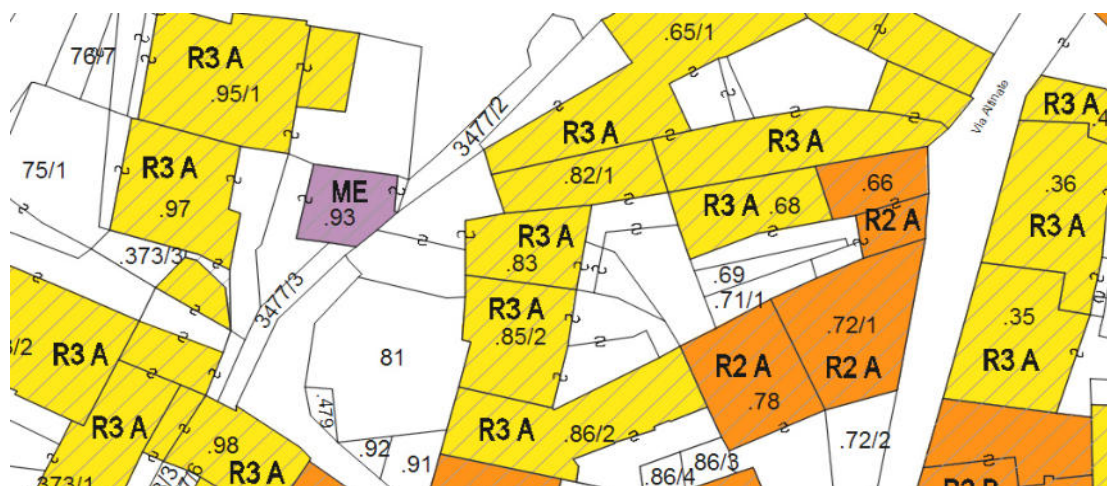 .65/1
R3 A
.95/1
3477/2
Via Altinate
R3 A
R3 A
R3 A
75/1
R3 A
.97
ME
.93
.82/1
.66
.36
R3 A
.68
R2 A
R3 A
.373/3
R3 A
.83
.69
.71/1
3477/3
R3 A
.85/2
.72/1
.35
R3 A
81
R2 A
.78
R2 A
R3 A
.479
R3 A
.98
R3 A
.92
.91
R3 A
.86/2
.86/3
.86/4
.72/2
R3 A